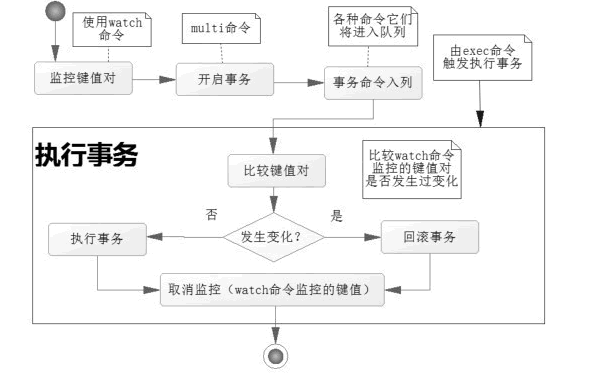 使用watch
命令
multi命令
各种命令它们
将进入队列
由exec命令
触发执行事务
监控键值对
开启事务
事务命令入列
执行事务
比较键值对
比较watch命令
监控的键值对
是否发生过变化
否
发生变化？
是
执行事务
回滚事务
取消监控（watch命令监控的键值）